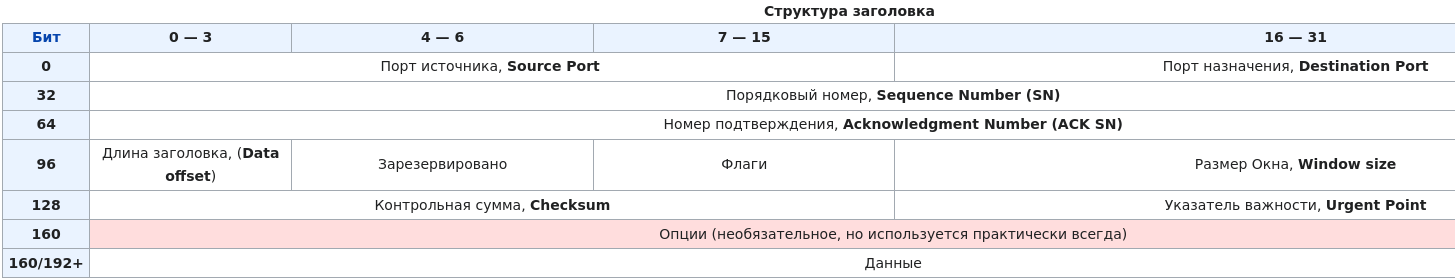 Структура заголовка
Бит 0 — 3 4 — 6 7 — 15 16 — 31
0 Порт источника, Source Port Порт назначения, Destination Port
32 Порядковый номер, Sequence Number (SN)
64 Номер подтверждения, Acknowledgment Number (ACK SN)
96 Длина заголовка, (Data offset) Зарезервировано Флаги Размер Окна, Window size
128 Контрольная сумма, Checksum Указатель важности, Urgent Point
160 Опции (необязательное, но используется практически всегда)
160/192+ Данные